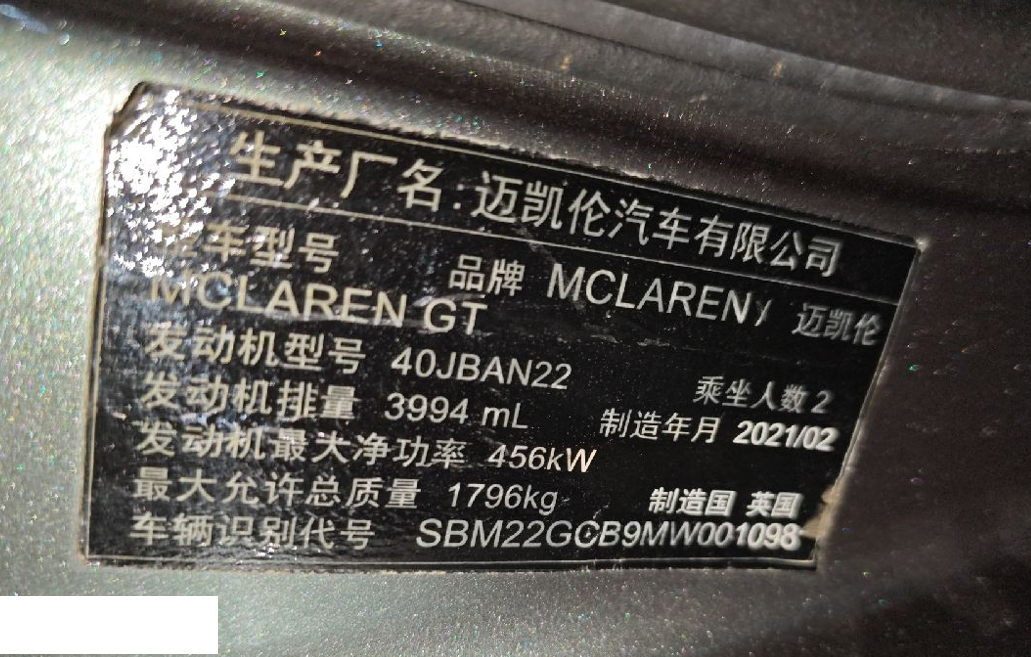 生产厂名:迈凯伦汽车有限公司
整车型号 品牌 MCLAREN/ 迈凯伦
MCLAREN GT
发动机型号 40JBAN22 乘坐人数 2
发动机排量 3994 mL 制造年月 2021/02
发动机最大净功率 456kW
最大允许总质量 1796kg 制造国 英国
车辆识别代号 SBM22GCB9MW001098